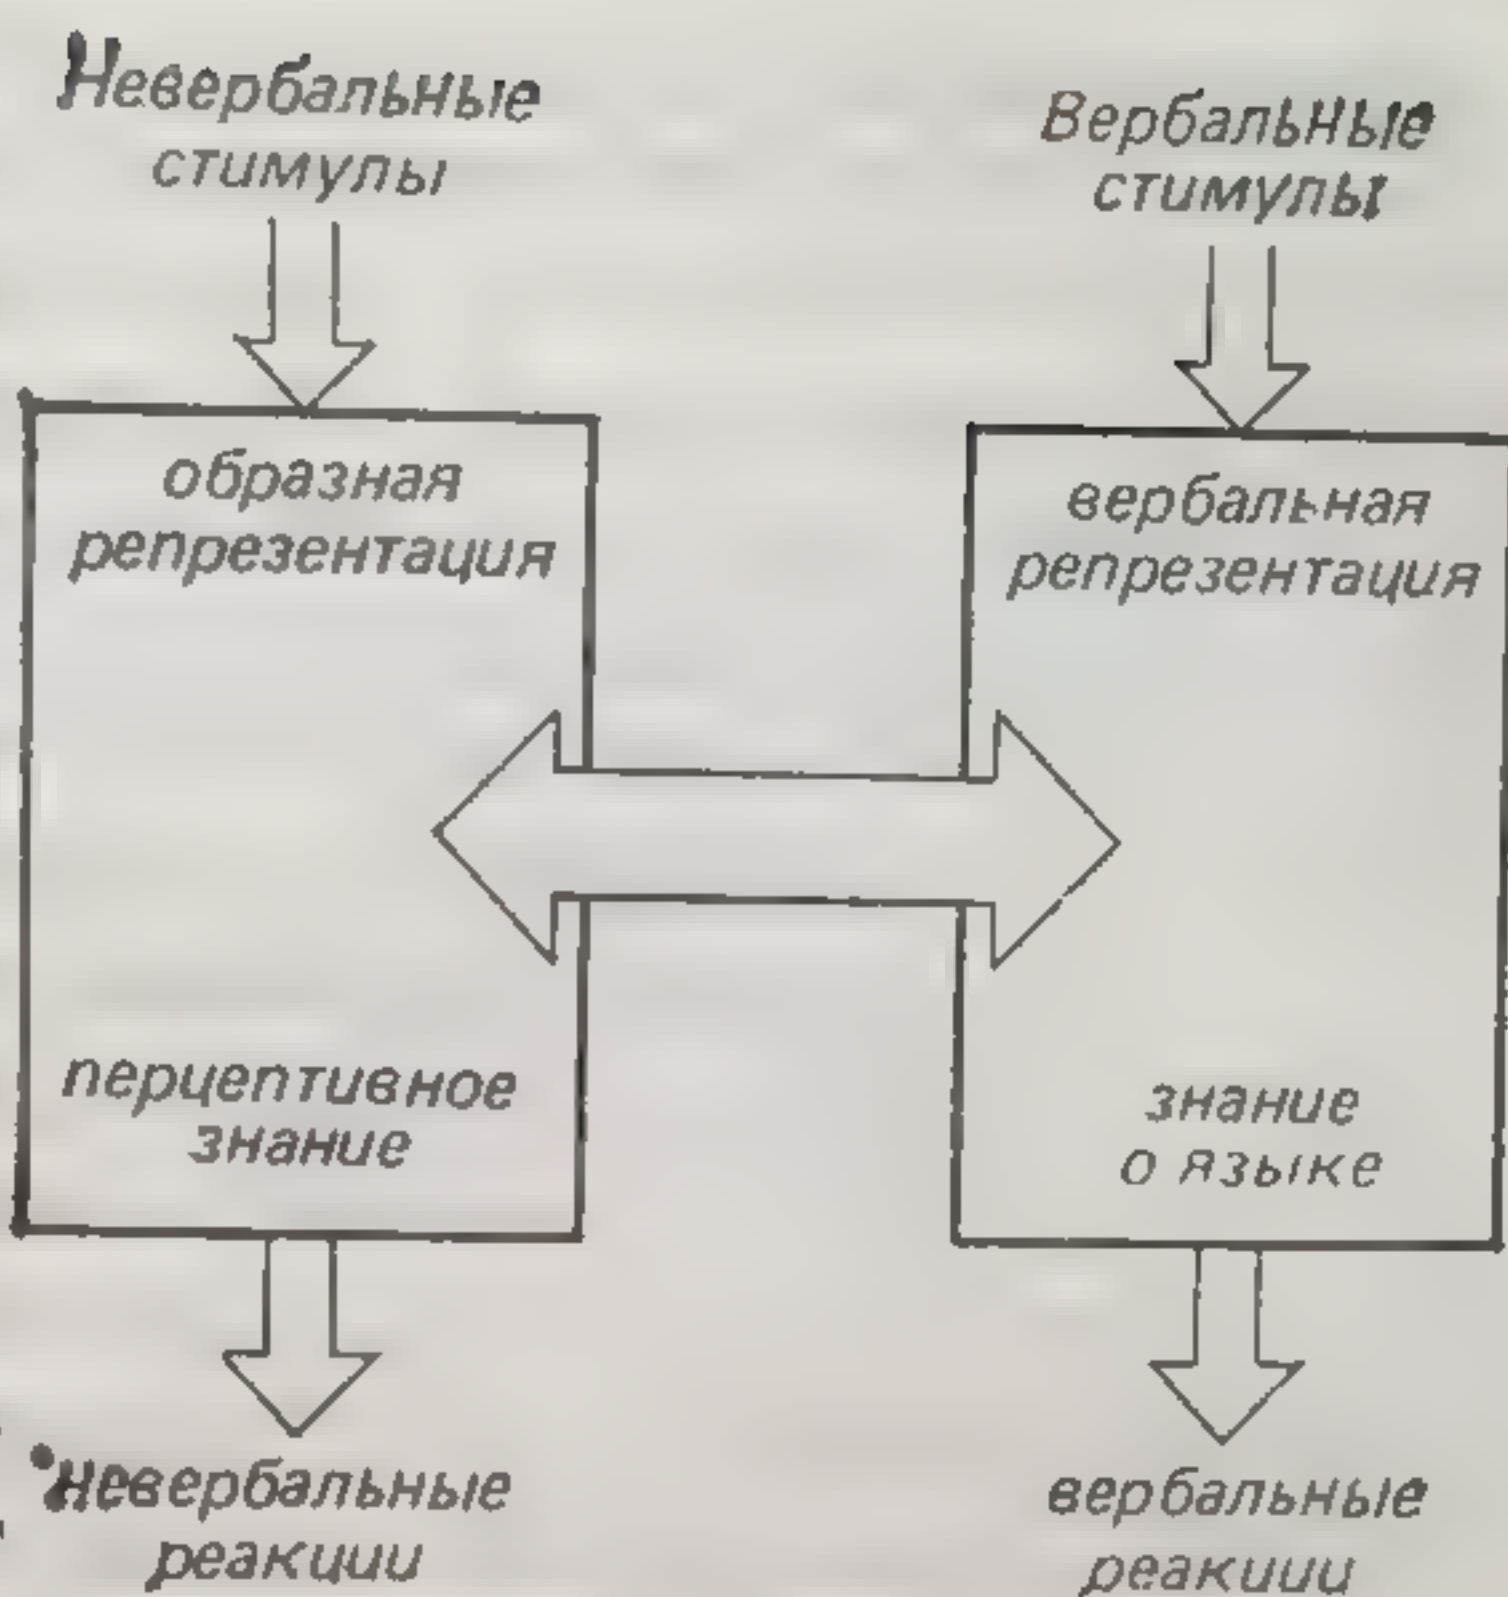 Невербальные
стимулы
Вербальные
стимулы
образная
репрезентация
вербальная
репрезентация
перцептивное
знание
знание
о языке
невербальные
реакции
вербальные
реакции